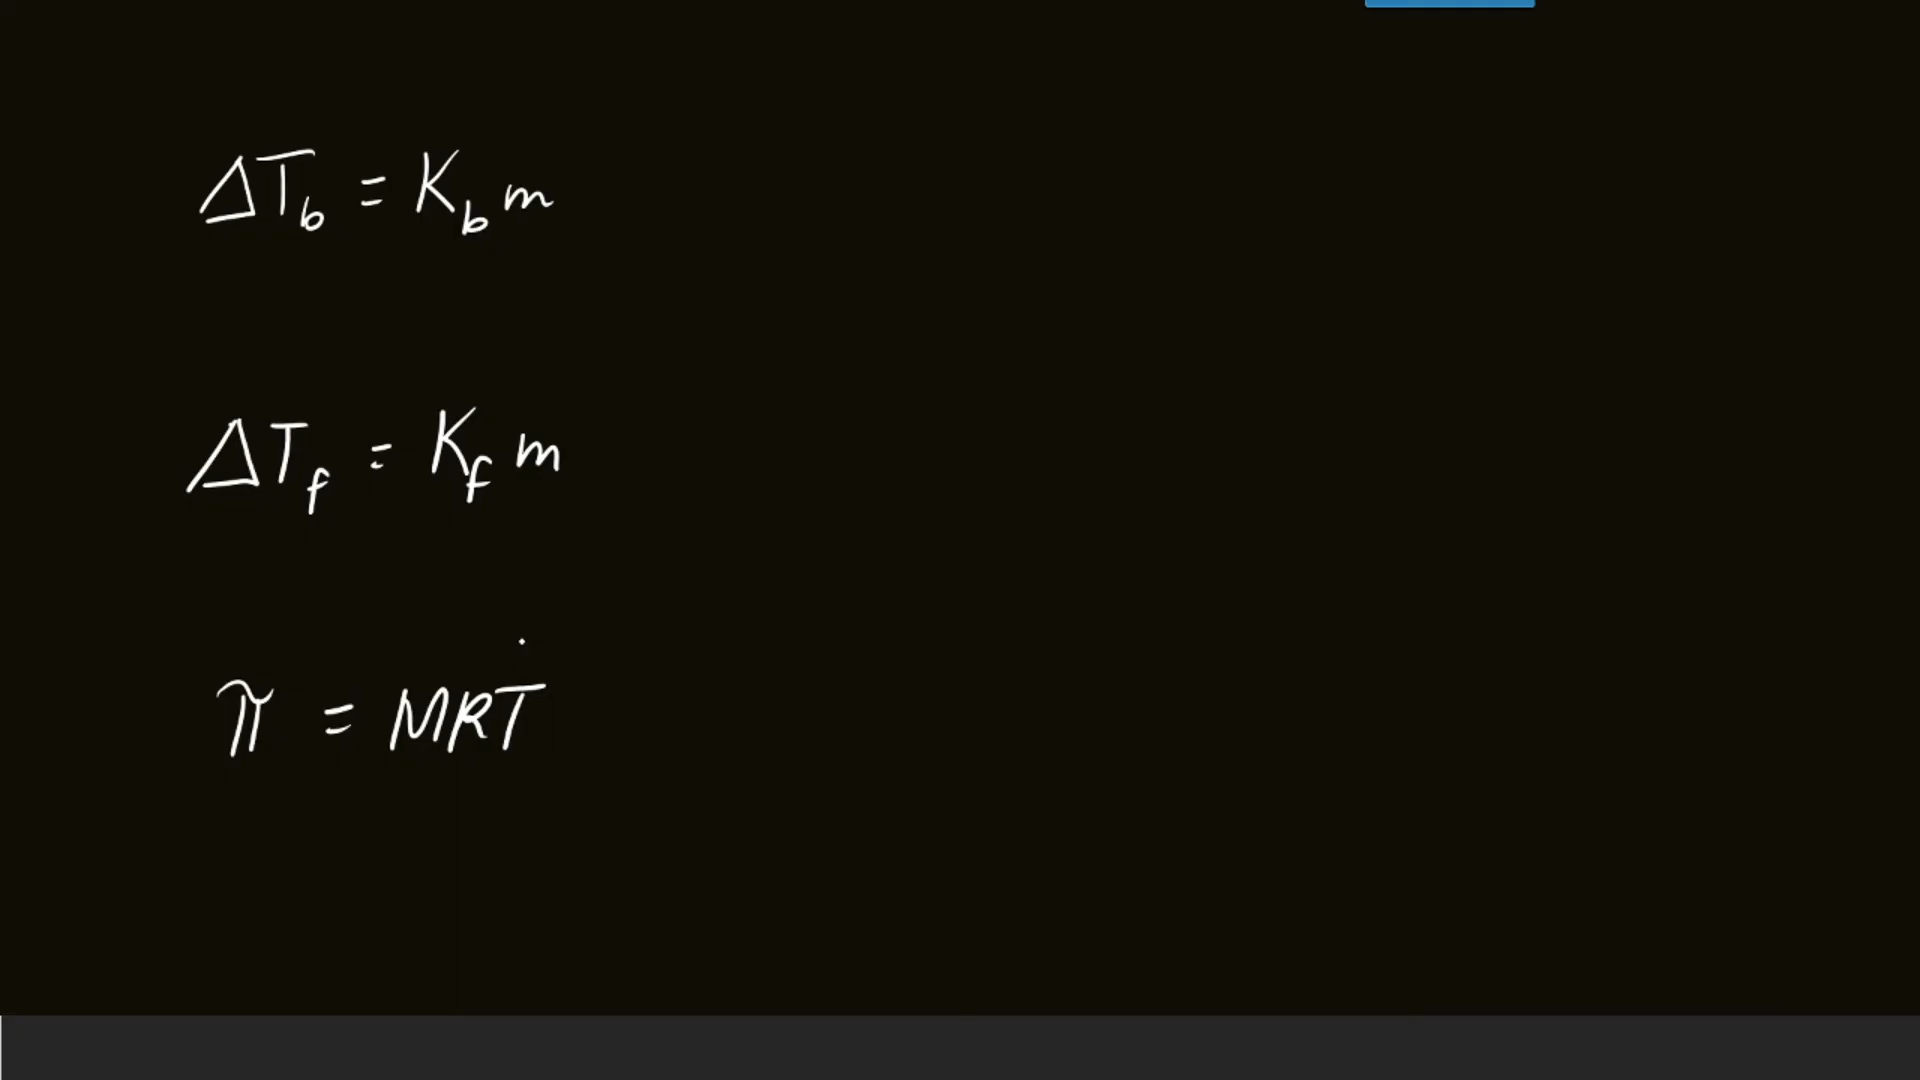 ΔT_b = K_b m
ΔT_f = K_f m
π = MRT